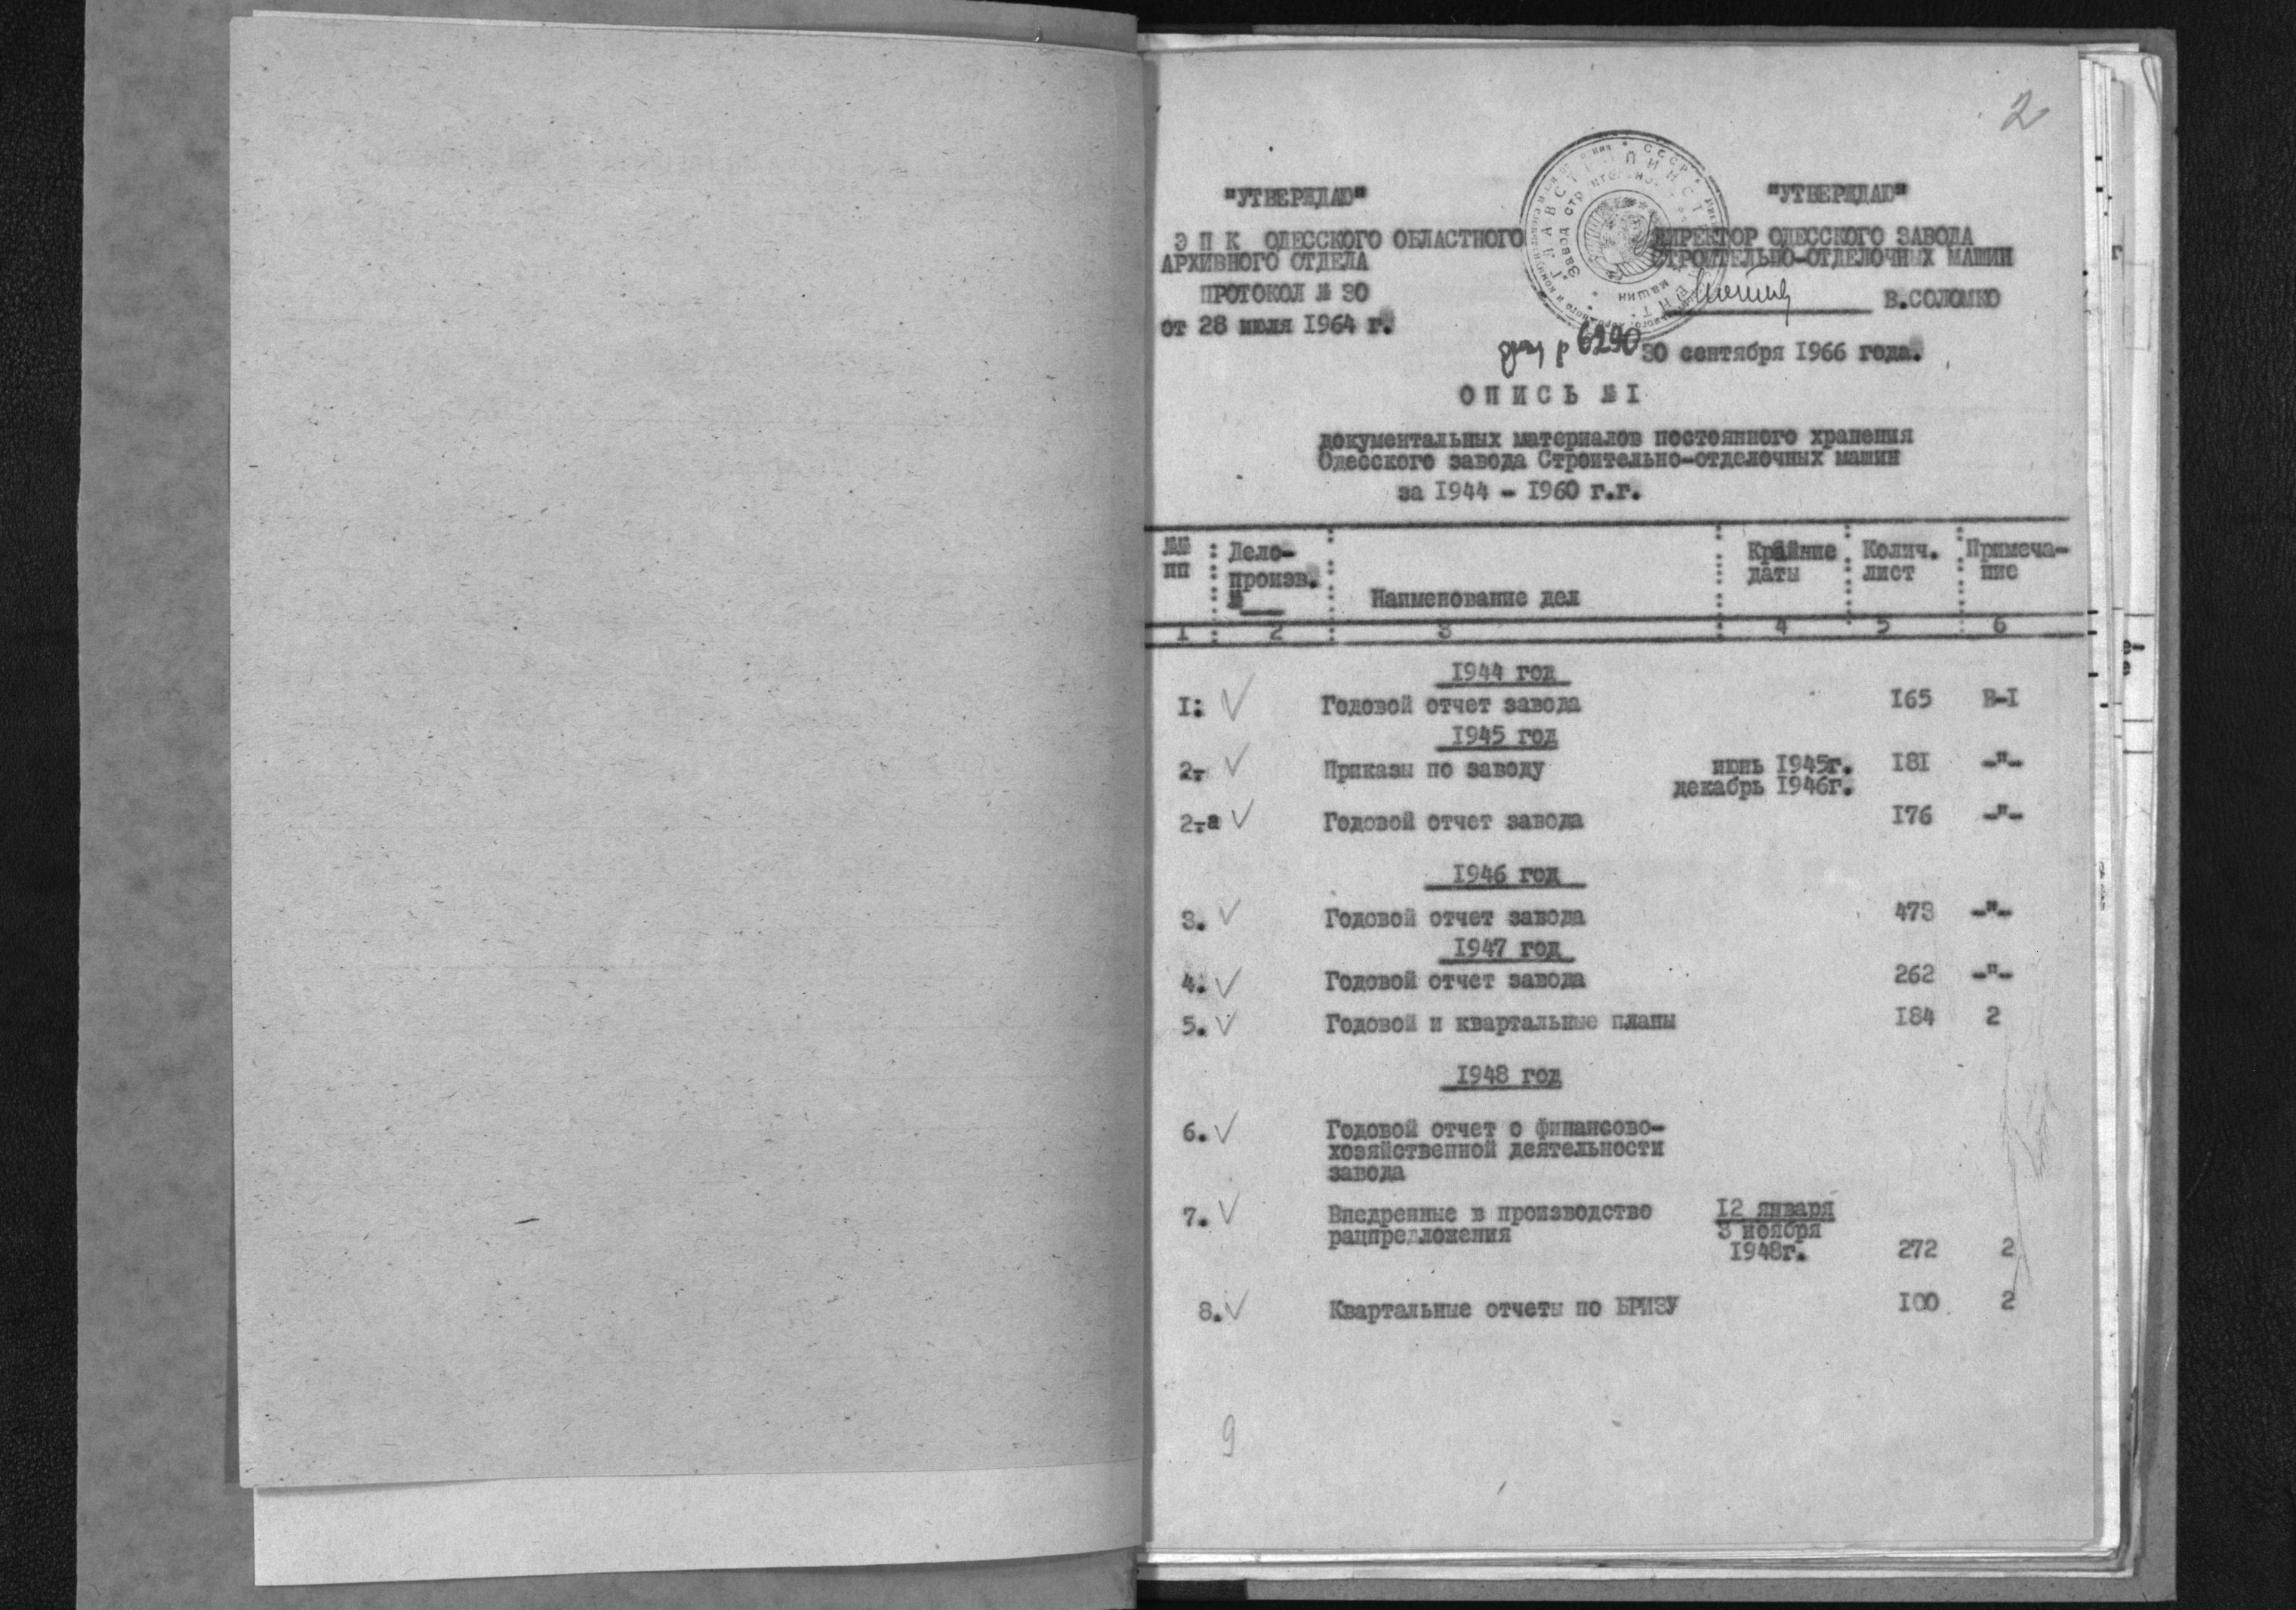 2
"УТВЕРЖДАЮ"
Э П К ОДЕССКОГО ОБЛАСТНОГО
АРХИВНОГО ОТДЕЛА
ПРОТОКОЛ № 30
от 28 июля 1964 г.
"УТВЕРЖДАЮ"
ДИРЕКТОР ОДЕССКОГО ЗАВОДА
СТРОИТЕЛЬНО-ОТДЕЛОЧНЫХ МАШИН
В.СОЛОМКО
6290
30 сентября 1966 года.
О П И С Ь № I
документальных материалов постоянного хранения
Одесского завода Строительно-отделочных машин
за 1944 - 1960 г.г.
№№ пп : Дело-произв. № : Наименование дел : Крайние даты : Колич. лист : Примеча-ние
1 : 2 : 3 : 4 : 5 : 6
1944 год
I: Годовой отчет завода 165 В-I
1945 год
2. Приказы по заводу июнь 1945г. 181 -"-
декабрь 1946г.
2.а Годовой отчет завода 176 -"-
1946 год
3. Годовой отчет завода 473 -"-
1947 год
4. Годовой отчет завода 262 -"-
5. Годовой и квартальные планы 184 2
1948 год
6. Годовой отчет о финансово-
хозяйственной деятельности
завода
7. Внедренные в производство 12 января
рацпредложения 3 ноября
1948г. 272 2
8. Квартальные отчеты по БРИЗУ 100 2
9